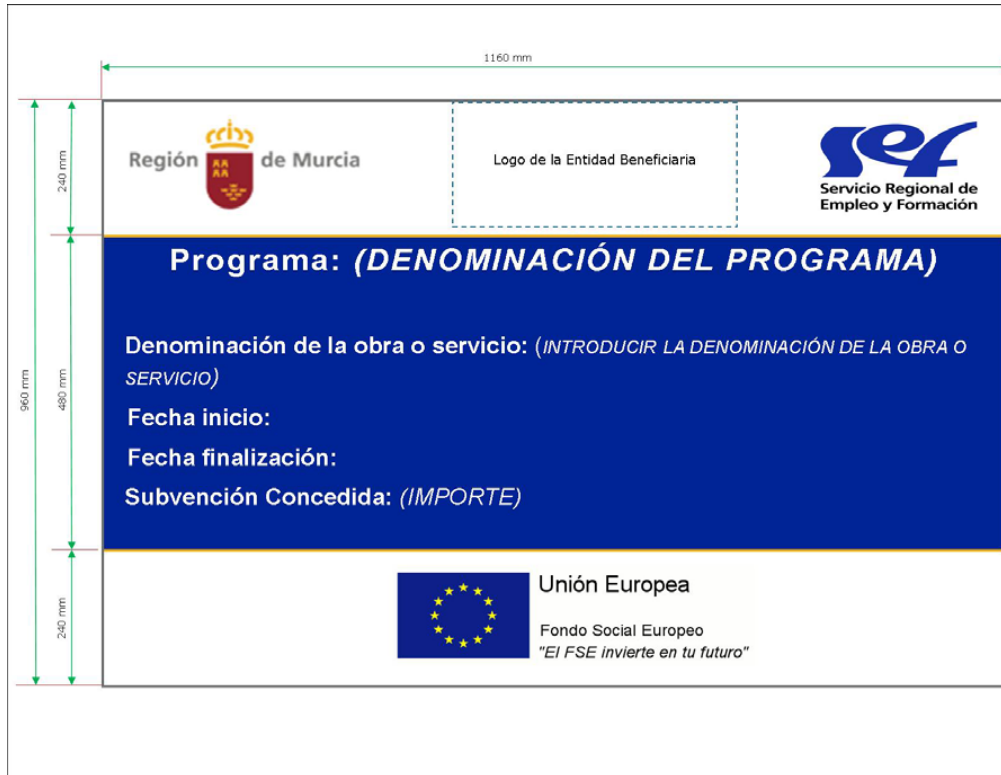 1160 mm
Región de Murcia
Logo de la Entidad Beneficiaria
sef
Servicio Regional de
Empleo y Formación
240 mm
Programa: (DENOMINACIÓN DEL PROGRAMA)
Denominación de la obra o servicio: (INTRODUCIR LA DENOMINACIÓN DE LA OBRA O
SERVICIO)
960 mm
480 mm
Fecha inicio:
Fecha finalización:
Subvención Concedida: (IMPORTE)
240 mm
Unión Europea
Fondo Social Europeo
"El FSE invierte en tu futuro"